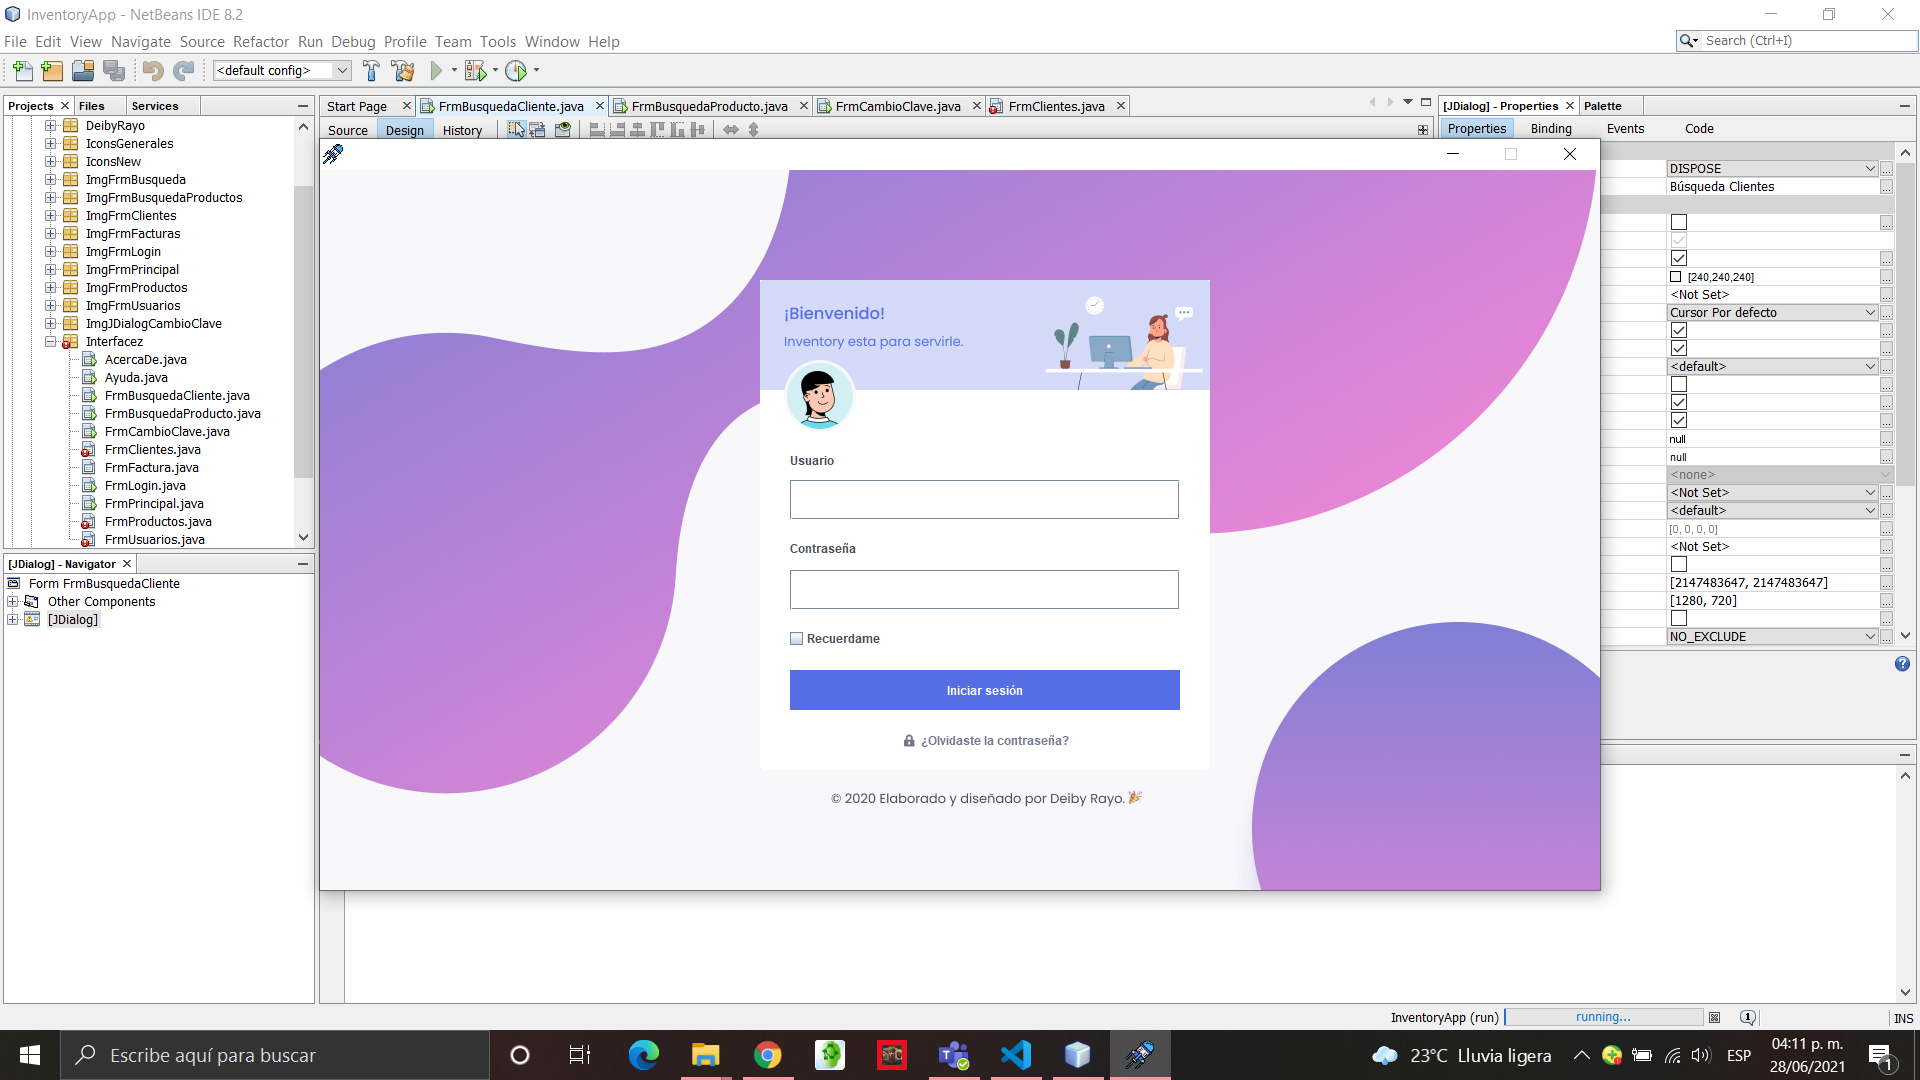 InventoryApp - NetBeans IDE 8.2
File Edit View Navigate Source Refactor Run Debug Profile Team Tools Window Help
Search (Ctrl+I)
<default config>
Projects Files Services
DeibyRayo
IconsGenerales
IconsNew
ImgFrmBusqueda
ImgFrmBusquedaProductos
ImgFrmClientes
ImgFrmFacturas
ImgFrmLogin
ImgFrmPrincipal
ImgFrmProductos
ImgFrmUsuarios
ImgJDialogCambioClave
Interfacez
AcercaDe.java
Ayuda.java
FrmBusquedaCliente.java
FrmBusquedaProducto.java
FrmCambioClave.java
FrmClientes.java
FrmFactura.java
FrmLogin.java
FrmPrincipal.java
FrmProductos.java
FrmUsuarios.java
[JDialog] - Navigator
Form FrmBusquedaCliente
Other Components
[JDialog]
Start Page FrmBusquedaCliente.java FrmBusquedaProducto.java FrmCambioClave.java FrmClientes.java
Source Design History
¡Bienvenido!
Inventory esta para servirle.
Usuario
Contraseña
Recuerdame
Iniciar sesión
¿Olvidaste la contraseña?
© 2020 Elaborado y diseñado por Deiby Rayo.
[JDialog] - Properties Palette
Properties Binding Events Code
DISPOSE
Búsqueda Clientes
[240,240,240]
<Not Set>
Cursor Por defecto
<default>
null
null
<none>
<Not Set>
<default>
[0, 0, 0, 0]
<Not Set>
[2147483647, 2147483647]
[1280, 720]
NO_EXCLUDE
InventoryApp (run) running... 1 INS
Escribe aquí para buscar
23°C Lluvia ligera
ESP
04:11 p. m.
28/06/2021
1